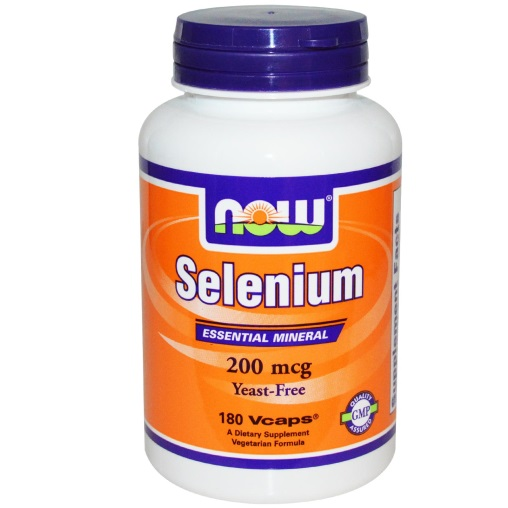 NOW®
Selenium
ESSENTIAL MINERAL
200 mcg
Yeast-Free
180 Vcaps®
A Dietary Supplement
Vegetarian Formula
QUALITY
GMP
ASSURED
Supplement Facts